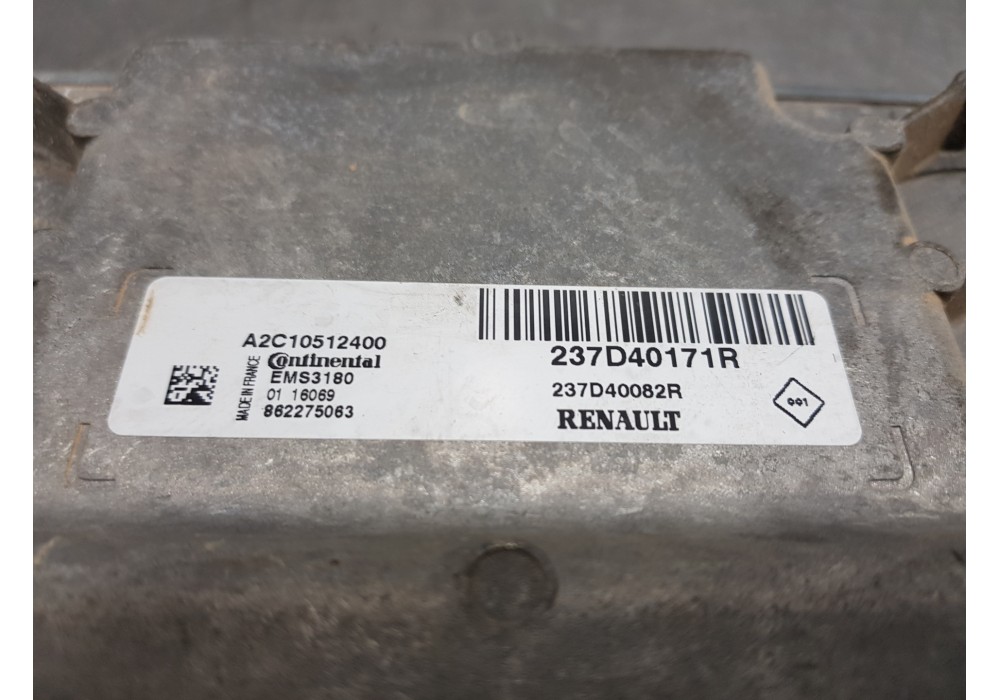 A2C10512400
Continental
EMS3180
01 16069
862275063
MADE IN FRANCE
237D40171R
237D40082R
RENAULT
001